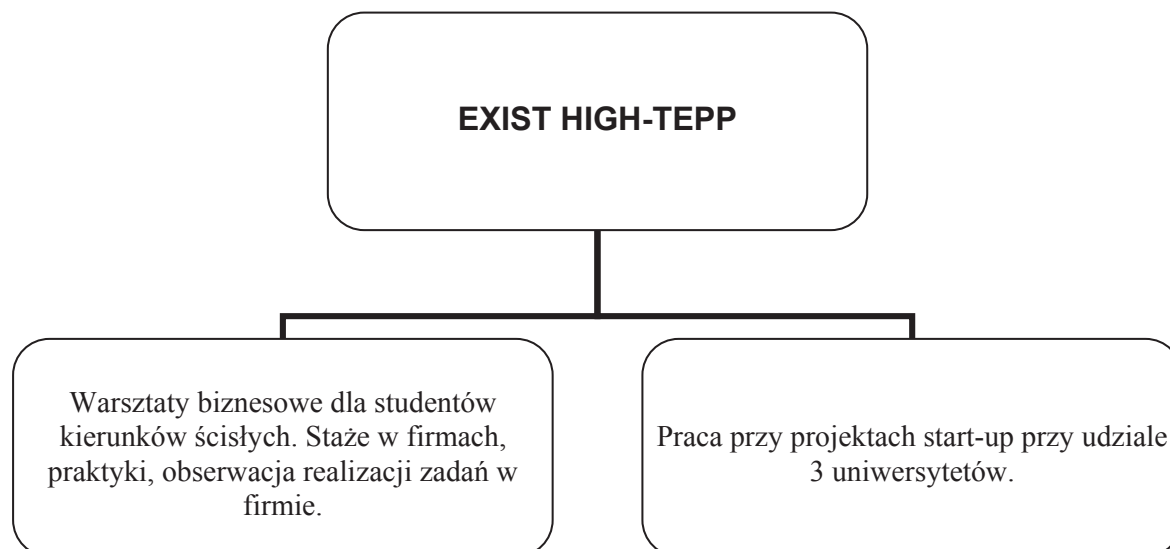 EXIST HIGH-TEPP
Warsztaty biznesowe dla studentów
kierunków ścisłych. Staże w firmach,
praktyki, obserwacja realizacji zadań w
firmie.
Praca przy projektach start-up przy udziale
3 uniwersytetów.